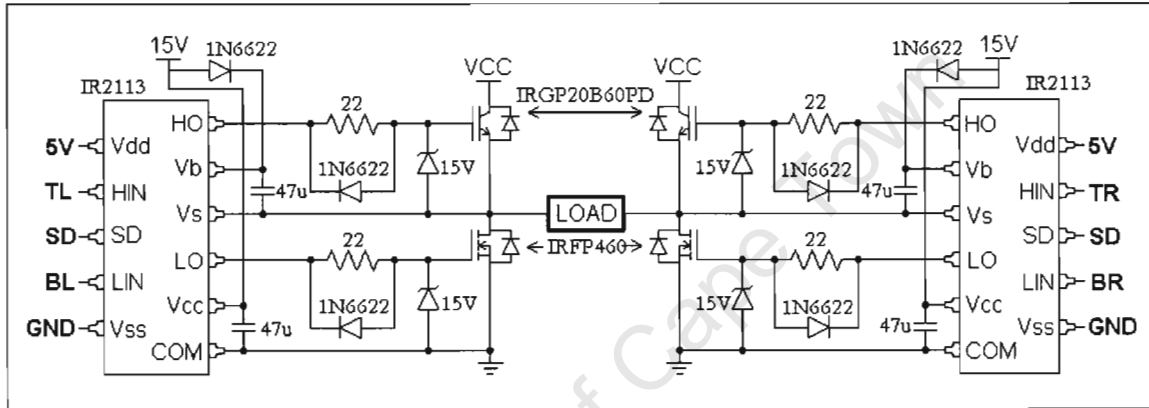 15V
1N6622
IR2113
HO
Vb
Vs
LO
Vcc
COM
Vdd
HIN
SD
LIN
Vss
5V
TL
SD
BL
GND
47u
47u
22
1N6622
15V
22
1N6622
15V
VCC
IRGP20B60PD
LOAD
IRFP460
VCC
22
1N6622
15V
22
1N6622
15V
1N6622
15V
IR2113
47u
47u
HO
Vb
Vs
LO
Vcc
COM
Vdd
HIN
SD
LIN
Vss
5V
TR
SD
BR
GND
of Cape Town